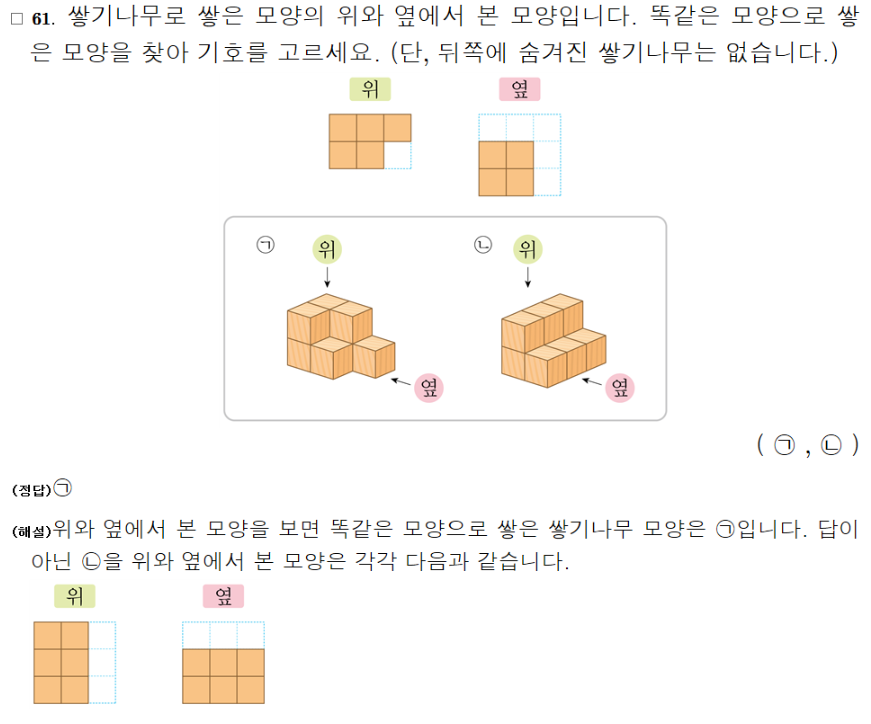 □ 61. 쌓기나무로 쌓은 모양의 위와 옆에서 본 모양입니다. 똑같은 모양으로 쌓
은 모양을 찾아 기호를 고르세요. (단, 뒤쪽에 숨겨진 쌓기나무는 없습니다.)
위 옆
㉠ 위 ㉡ 위
옆 옆
( ㉠ , ㉡ )
(정답)㉠
(해설)위와 옆에서 본 모양을 보면 똑같은 모양으로 쌓은 쌓기나무 모양은 ㉠입니다. 답이
아닌 ㉡을 위와 옆에서 본 모양은 각각 다음과 같습니다.
위 옆